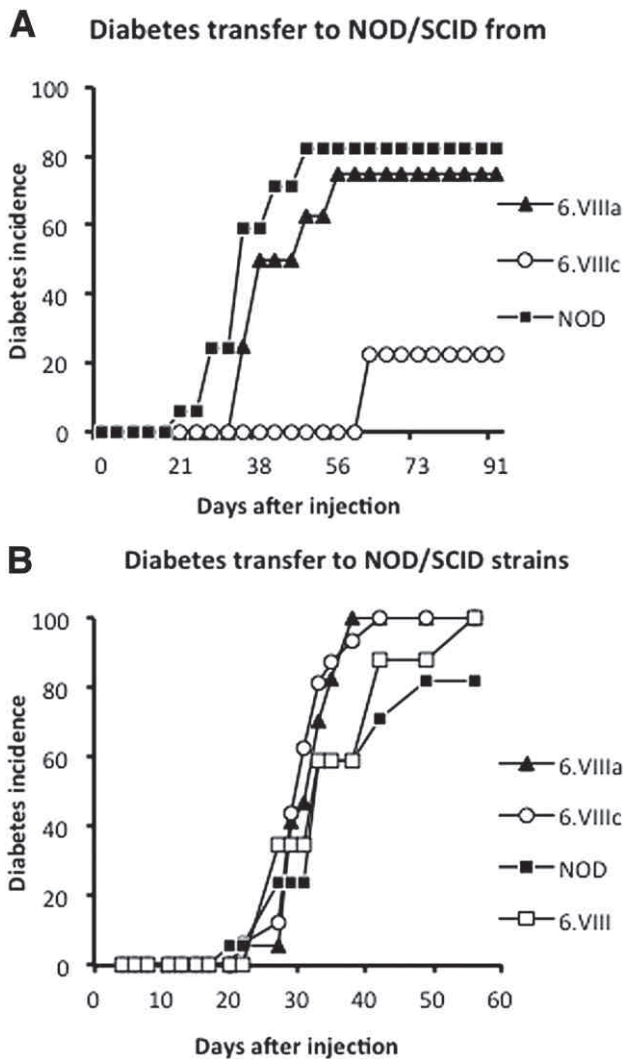 A
Diabetes transfer to NOD/SCID from
100
80
60
40
20
0
Diabetes incidence
0 21 38 56 73 91
Days after injection
6.VIIIa
6.VIIIc
NOD
B
Diabetes transfer to NOD/SCID strains
100
80
60
40
20
0
Diabetes incidence
0 10 20 30 40 50 60
Days after injection
6.VIIIa
6.VIIIc
NOD
6.VIII